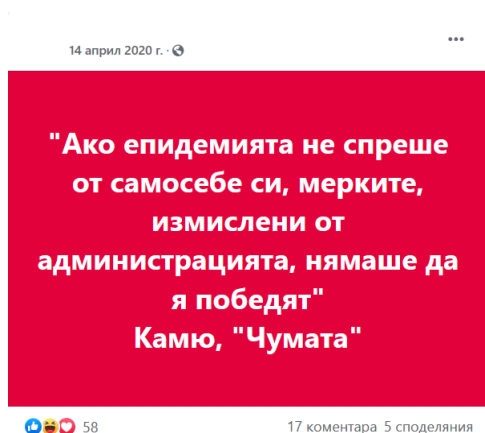 14 април 2020 г. ·
"Ако епидемията не спреше
от самосебе си, мерките,
измислени от
администрацията, нямаше да
я победят"
Камю, "Чумата"
58 17 коментара 5 споделяния